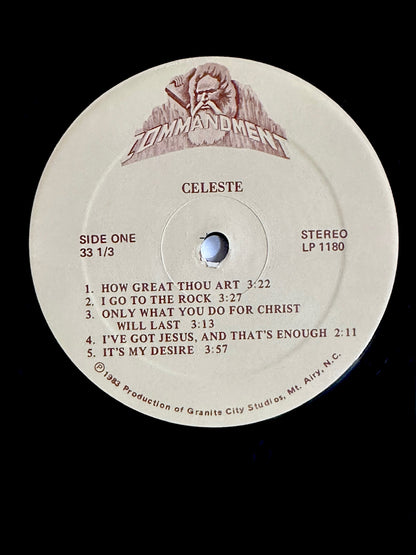 COMMANDMENT
CELESTE
SIDE ONE
33 1/3
STEREO
LP 1180
1. HOW GREAT THOU ART 3:22
2. I GO TO THE ROCK 3:27
3. ONLY WHAT YOU DO FOR CHRIST
WILL LAST 3:13
4. I'VE GOT JESUS, AND THAT'S ENOUGH 2:11
5. IT'S MY DESIRE 3:57
℗ 1983 Production of Granite City Studios, Mt. Airy, N.C.